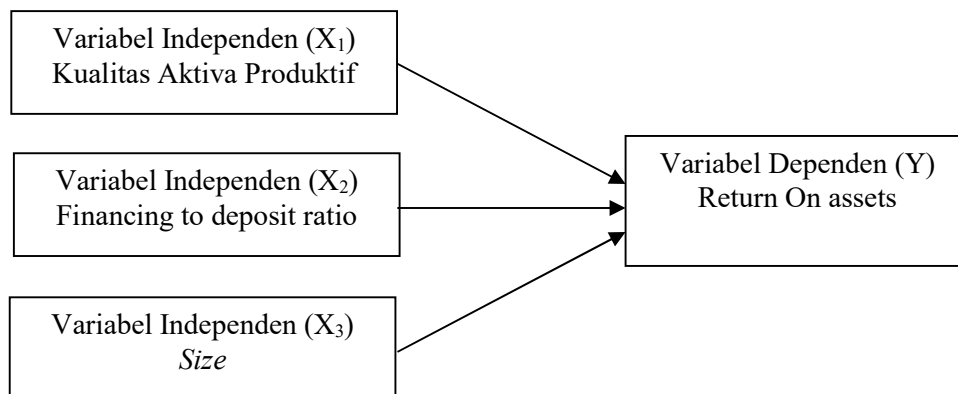 Variabel Independen (X₁)
Kualitas Aktiva Produktif
Variabel Independen (X₂)
Financing to deposit ratio
Variabel Independen (X₃)
Size
Variabel Dependen (Y)
Return On assets